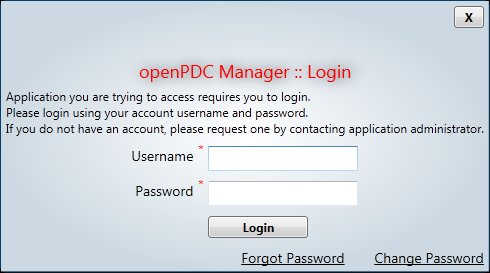 X
openPDC Manager :: Login
Application you are trying to access requires you to login.
Please login using your account username and password.
If you do not have an account, please request one by contacting application administrator.
Username *
Password *
Login
Forgot Password Change Password